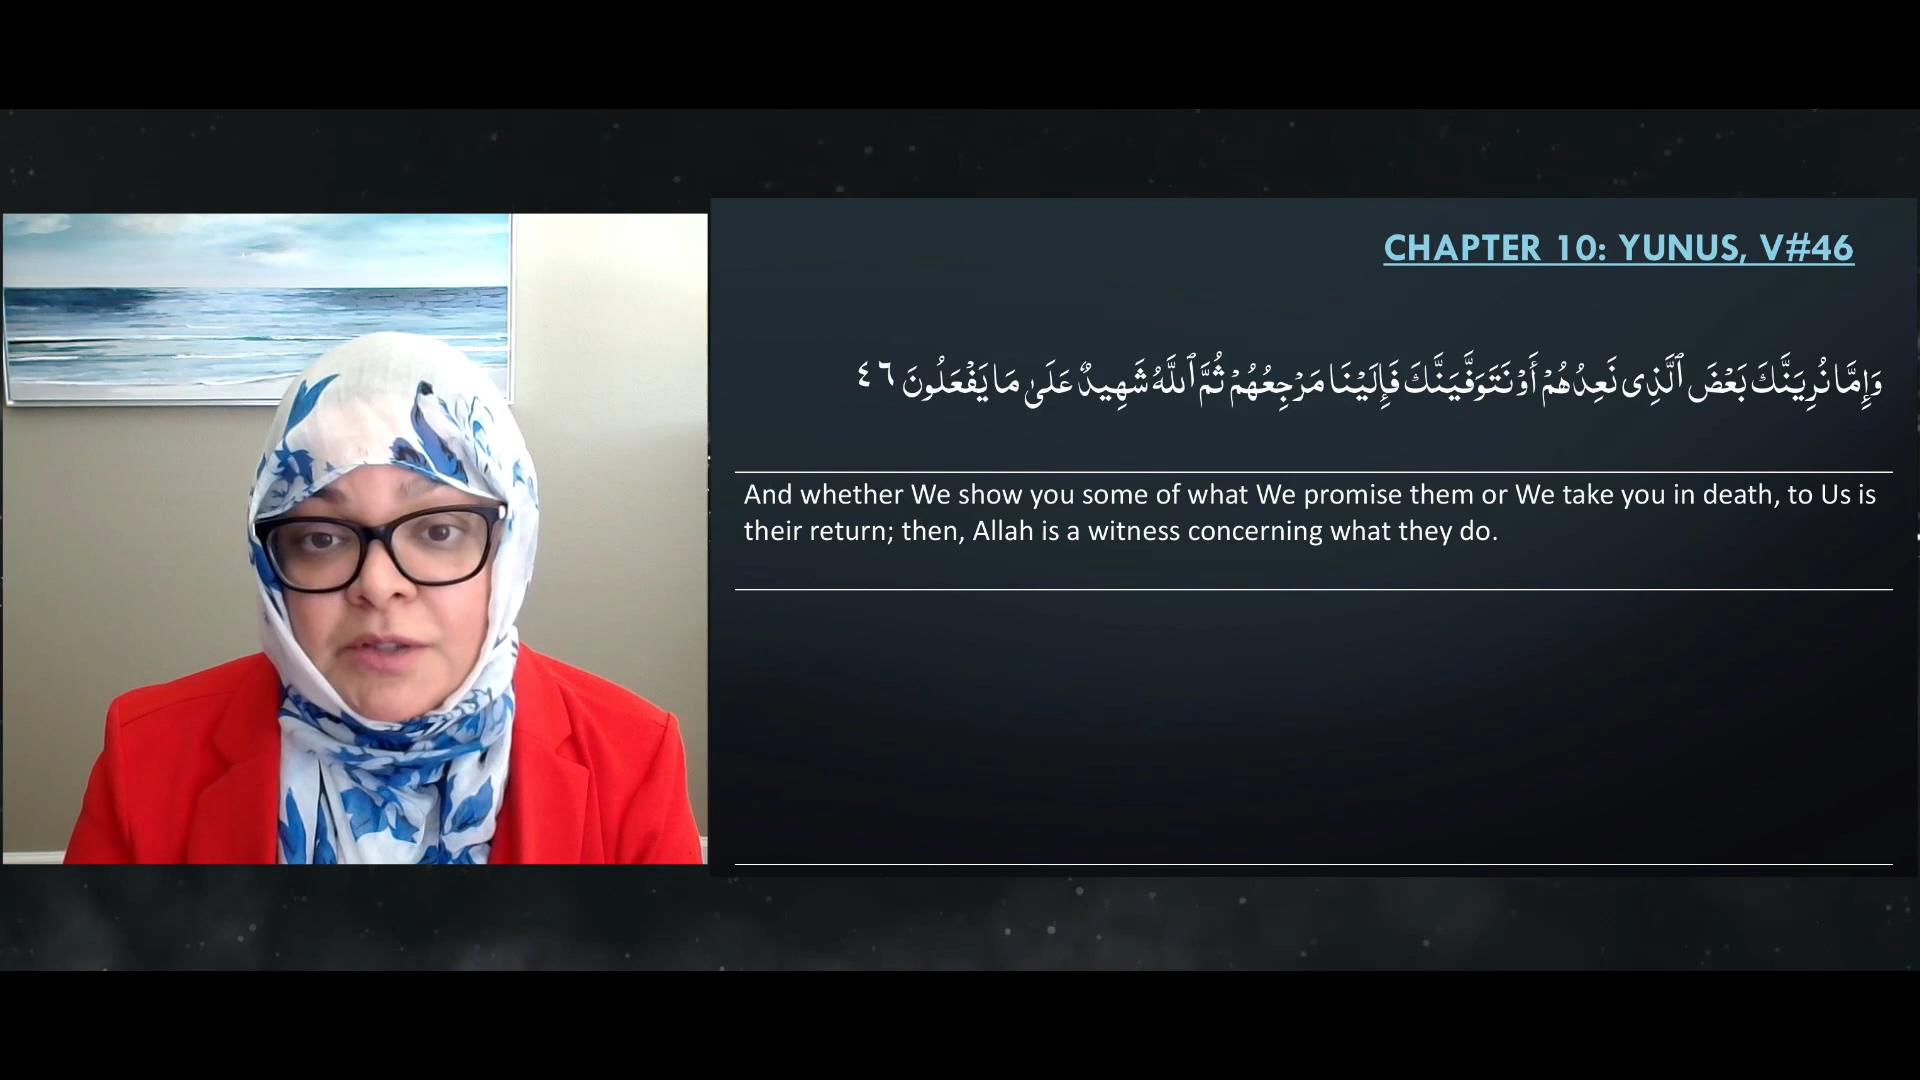 CHAPTER 10: YUNUS, V#46
وَإِمَّا نُرِيَنَّكَ بَعْضَ ٱلَّذِى نَعِدُهُمْ أَوْ نَتَوَفَّيَنَّكَ فَإِلَيْنَا مَرْجِعُهُمْ ثُمَّ ٱللَّهُ شَهِيدٌ عَلَىٰ مَا يَفْعَلُونَ ٤٦
And whether We show you some of what We promise them or We take you in death, to Us is
their return; then, Allah is a witness concerning what they do.